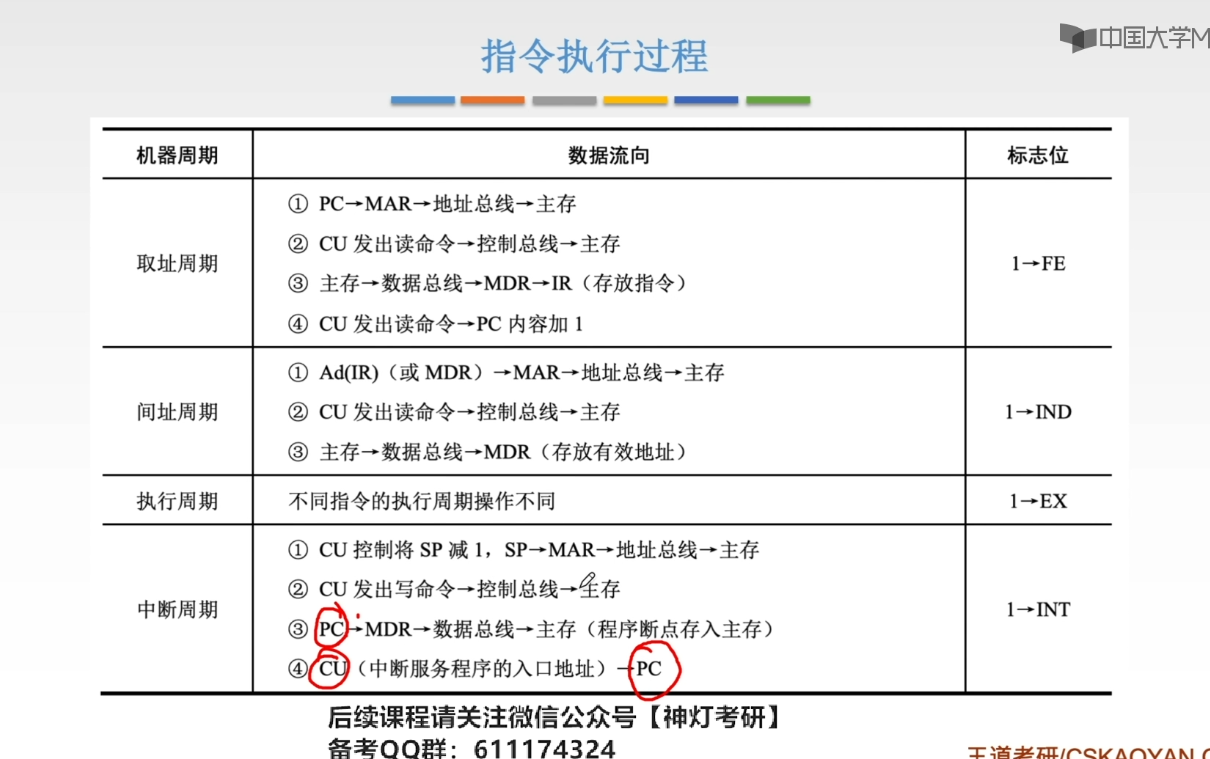 中国大学M
指令执行过程
机器周期 数据流向 标志位
① PC→MAR→地址总线→主存
② CU 发出读命令→控制总线→主存
取址周期 1→FE
③ 主存→数据总线→MDR→IR（存放指令）
④ CU 发出读命令→PC 内容加 1
① Ad(IR)（或 MDR）→MAR→地址总线→主存
间址周期 ② CU 发出读命令→控制总线→主存 1→IND
③ 主存→数据总线→MDR（存放有效地址）
执行周期 不同指令的执行周期操作不同 1→EX
① CU 控制将 SP 减 1，SP→MAR→地址总线→主存
② CU 发出写命令→控制总线→主存
中断周期 1→INT
③ PC→MDR→数据总线→主存（程序断点存入主存）
④ CU（中断服务程序的入口地址）→PC
后续课程请关注微信公众号【神灯考研】
备考QQ群：611174324
王道考研/CSKAOYAN.C